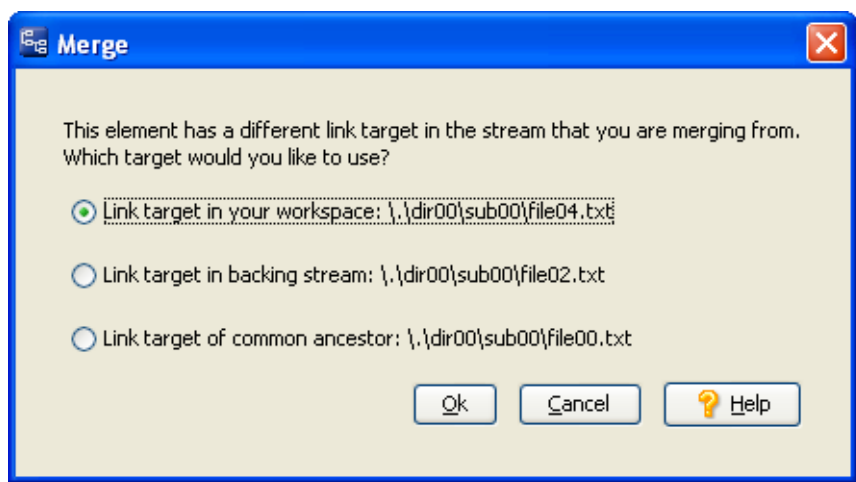 Merge
This element has a different link target in the stream that you are merging from.
Which target would you like to use?
Link target in your workspace: \.\dir00\sub00\file04.txt
Link target in backing stream: \.\dir00\sub00\file02.txt
Link target of common ancestor: \.\dir00\sub00\file00.txt
Ok Cancel Help